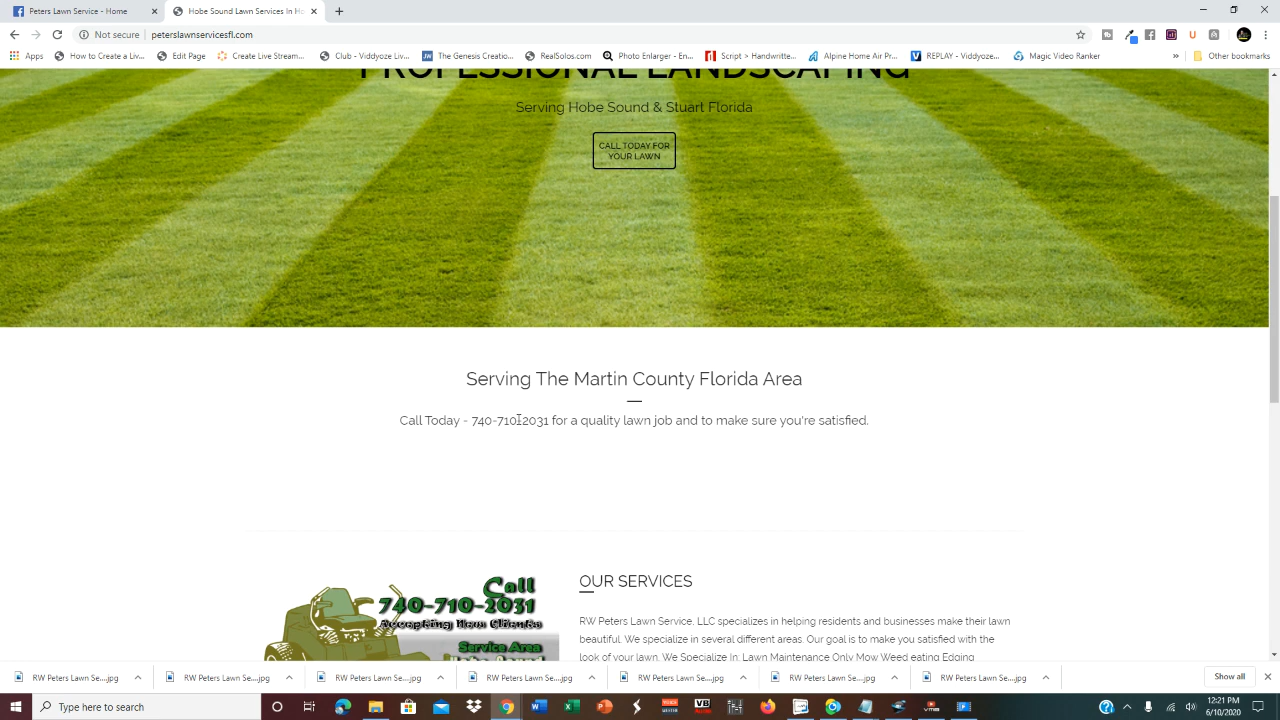 Peters Lawn Services - Home
Hobe Sound Lawn Services In Ho
Not secure | peterslawnservicesfl.com
Apps
How to Create a Liv...
Edit Page
Create Live Stream...
Club - Viddyoze...
The Genesis Creatio...
RealSolos.com
Photo Enlarger - En...
Script > Handwritte...
Alpine Home Air Pr...
REPLAY - Viddyoze...
Magic Video Ranker
»
Other bookmarks
PROFESSIONAL LANDSCAPING
Serving Hobe Sound & Stuart Florida
CALL TODAY FOR
YOUR LAWN
Serving The Martin County Florida Area
Call Today - 740-710-2031 for a quality lawn job and to make sure you're satisfied.
Call
740-710-2031
Accepting New Clients
Service Area
Hobe Sound
OUR SERVICES
RW Peters Lawn Service, LLC specializes in helping residents and businesses make their lawn
beautiful. We specialize in several different areas. Our goal is to make you satisfied with the
look of your lawn. We Specialize In: Lawn Maintenance Only Mow Weed eating Edging
RW Peters Lawn Se....jpg
RW Peters Lawn Se....jpg
RW Peters Lawn Se....jpg
RW Peters Lawn Se....jpg
RW Peters Lawn Se....jpg
RW Peters Lawn Se....jpg
RW Peters Lawn Se....jpg
Show all
Type here to search
12:21 PM
6/10/2020